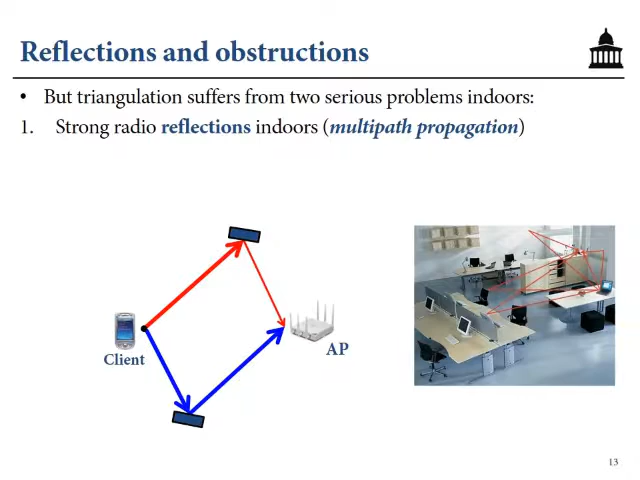 Reflections and obstructions
• But triangulation suffers from two serious problems indoors:
1. Strong radio reflections indoors (multipath propagation)
Client
AP
13